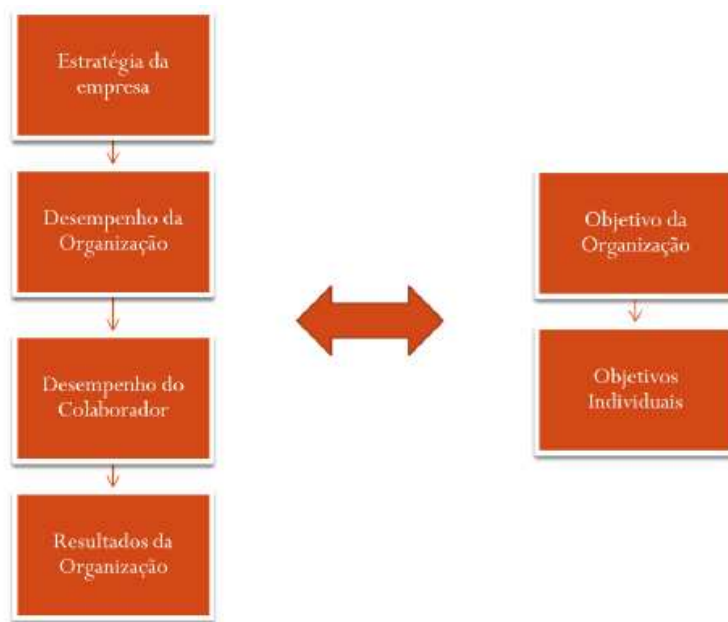 Estratégia da
empresa
Desempenho da
Organização
Desempenho do
Colaborador
Resultados da
Organização
Objetivo da
Organização
Objetivos
Individuais